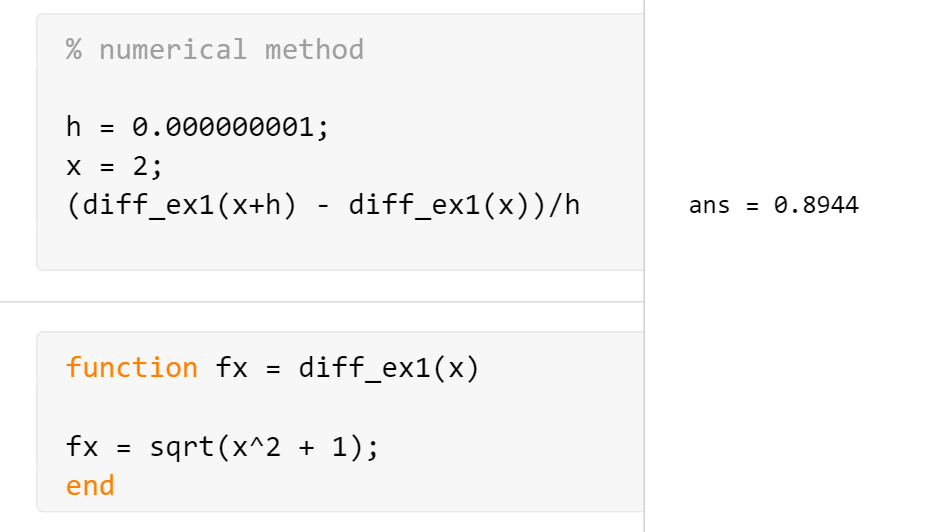 % numerical method
h = 0.000000001;
x = 2;
(diff_ex1(x+h) - diff_ex1(x))/h
ans = 0.8944
function fx = diff_ex1(x)
fx = sqrt(x^2 + 1);
end